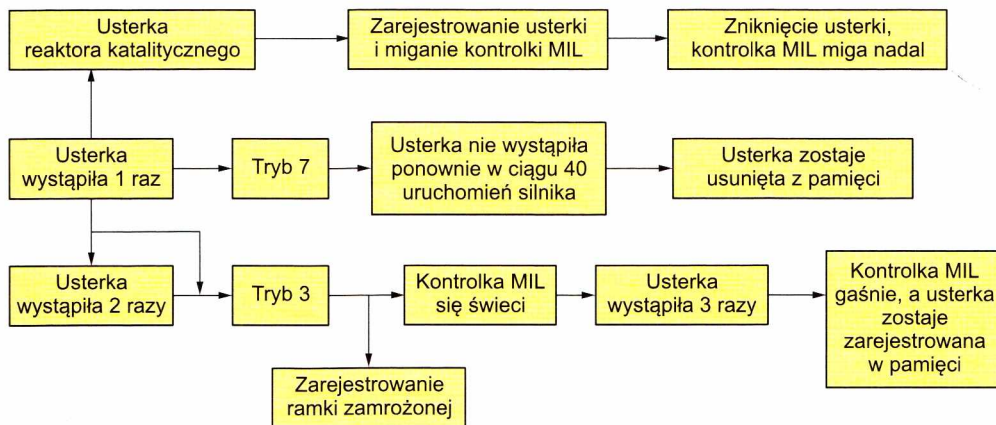 Usterka
reaktora katalitycznego
Zarejestrowanie usterki
i miganie kontrolki MIL
Zniknięcie usterki,
kontrolka MIL miga nadal
Usterka
wystąpiła 1 raz
Tryb 7
Usterka nie wystąpiła
ponownie w ciągu 40
uruchomień silnika
Usterka zostaje
usunięta z pamięci
Usterka
wystąpiła 2 razy
Tryb 3
Kontrolka MIL
się świeci
Usterka
wystąpiła 3 razy
Kontrolka MIL
gaśnie, a usterka
zostaje
zarejestrowana
w pamięci
Zarejestrowanie
ramki zamrożonej